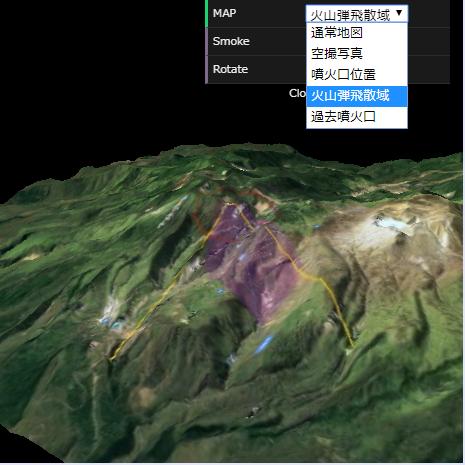 MAP 火山弾飛散域
通常地図
空撮写真
Smoke
噴火口位置
Rotate
火山弾飛散域
Clo
過去噴火口